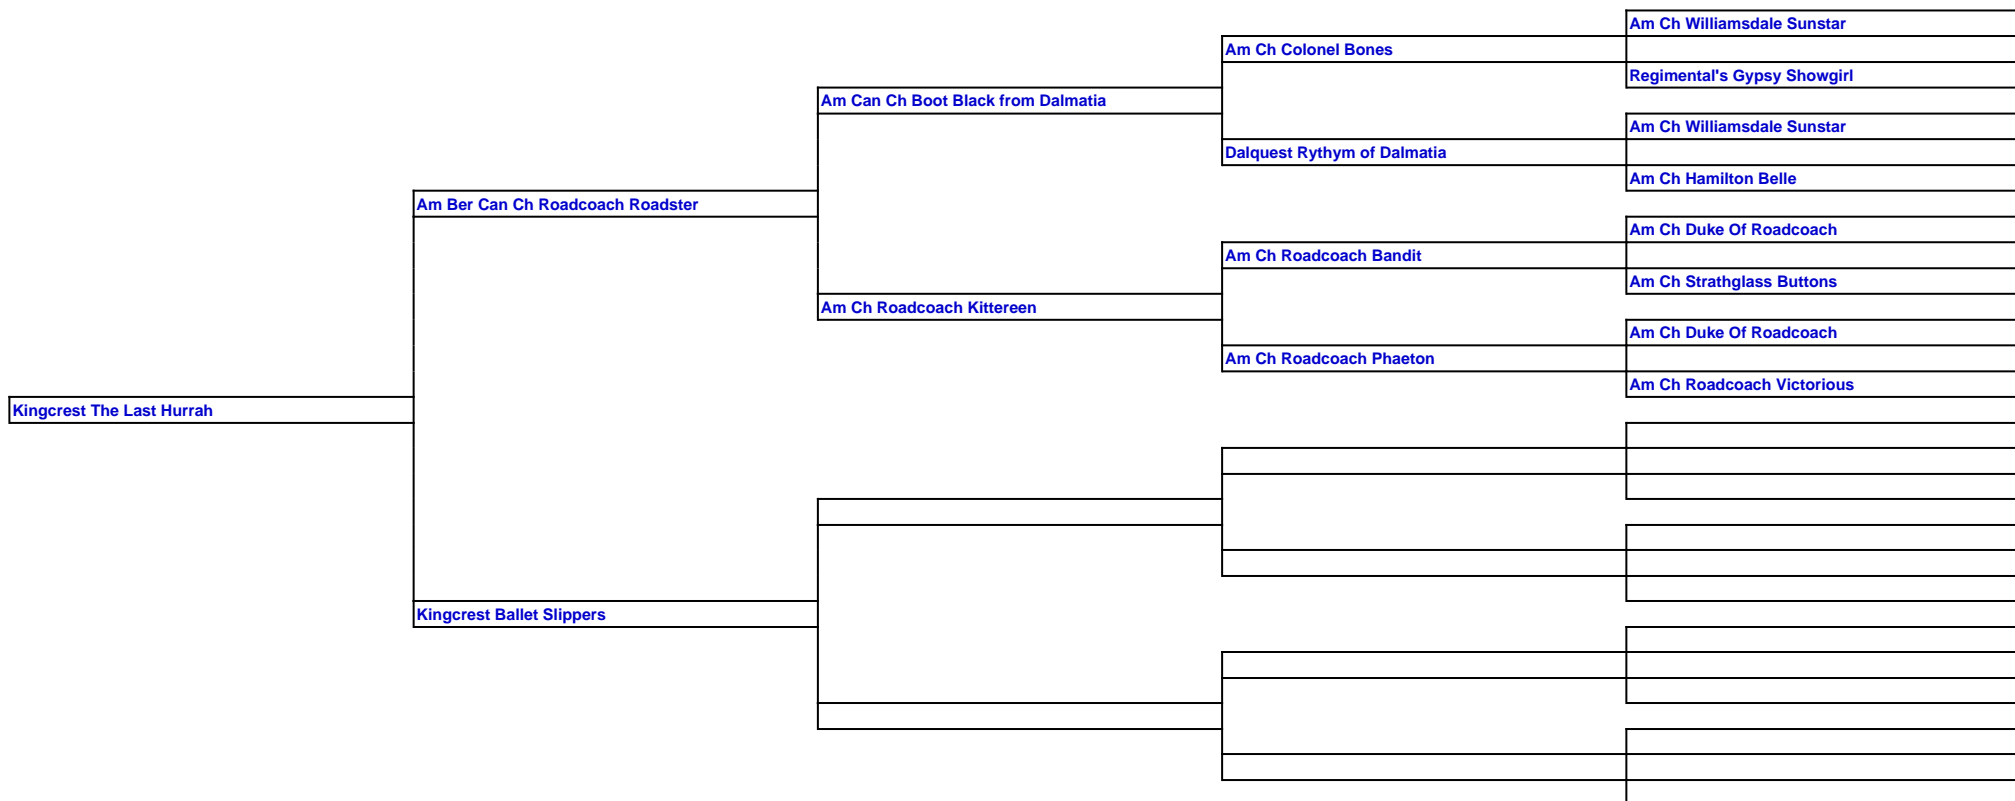 Am Ch Williamsdale Sunstar
Am Ch Colonel Bones
Regimental's Gypsy Showgirl
Am Can Ch Boot Black from Dalmatia
Am Ch Williamsdale Sunstar
Dalquest Rythym of Dalmatia
Am Ch Hamilton Belle
Am Ber Can Ch Roadcoach Roadster
Am Ch Duke Of Roadcoach
Am Ch Roadcoach Bandit
Am Ch Strathglass Buttons
Am Ch Roadcoach Kittereen
Am Ch Duke Of Roadcoach
Am Ch Roadcoach Phaeton
Am Ch Roadcoach Victorious
Kingcrest The Last Hurrah
Kingcrest Ballet Slippers